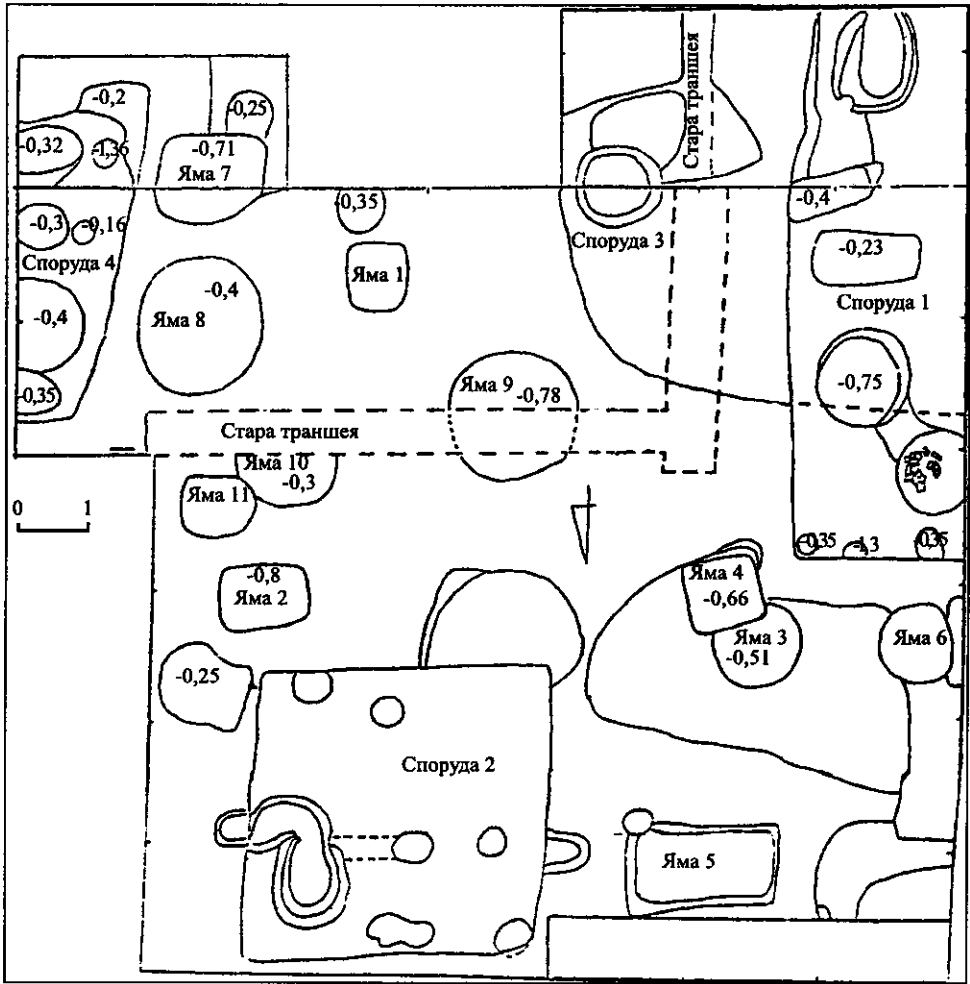 -0,2
-0,25
-0,32
-1,36
-0,71
Яма 7
Стара траншея
-0,35
-0,4
-0,3
-0,16
Споруда 4
Яма 1
Споруда 3
-0,23
Споруда 1
-0,4
Яма 8
-0,4
-0,35
Яма 9
-0,78
-0,75
Стара траншея
Яма 10
-0,3
Яма 11
0 1
-0,35
-1,3
0,35
-0,8
Яма 2
Яма 4
-0,66
Яма 3
-0,51
Яма 6
-0,25
Споруда 2
Яма 5